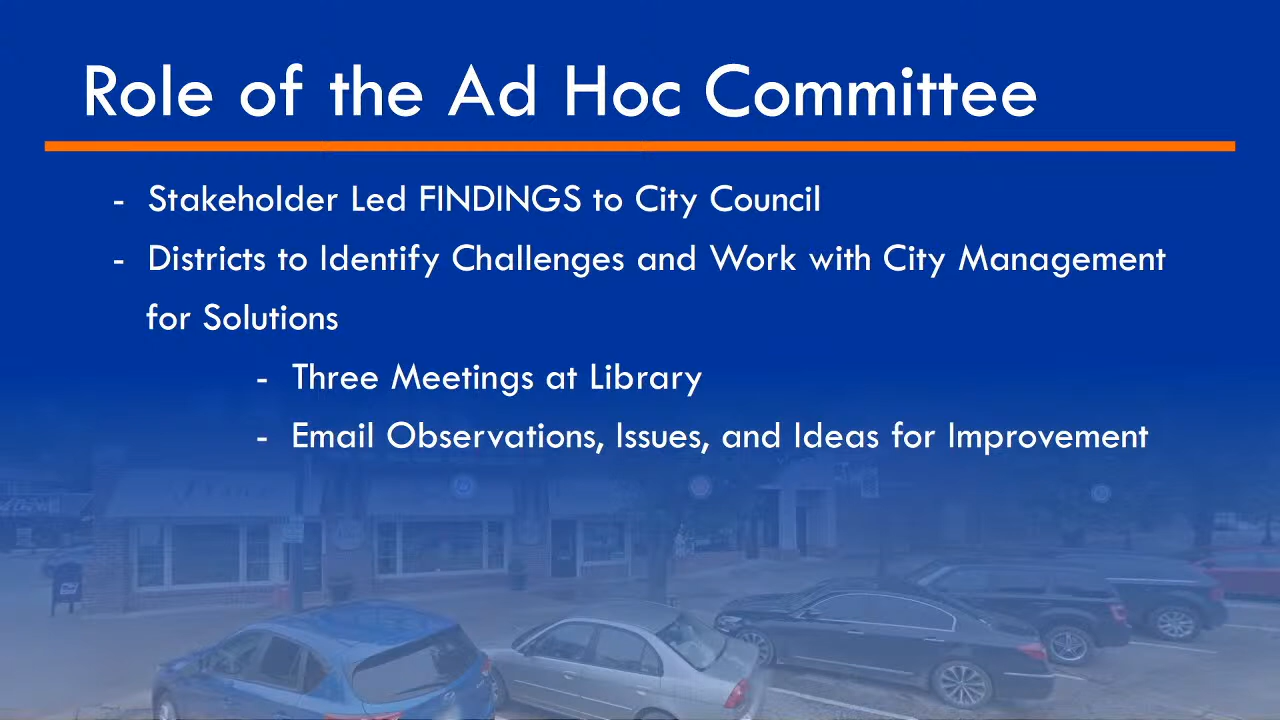 Role of the Ad Hoc Committee
- Stakeholder Led FINDINGS to City Council
- Districts to Identify Challenges and Work with City Management
for Solutions
- Three Meetings at Library
- Email Observations, Issues, and Ideas for Improvement